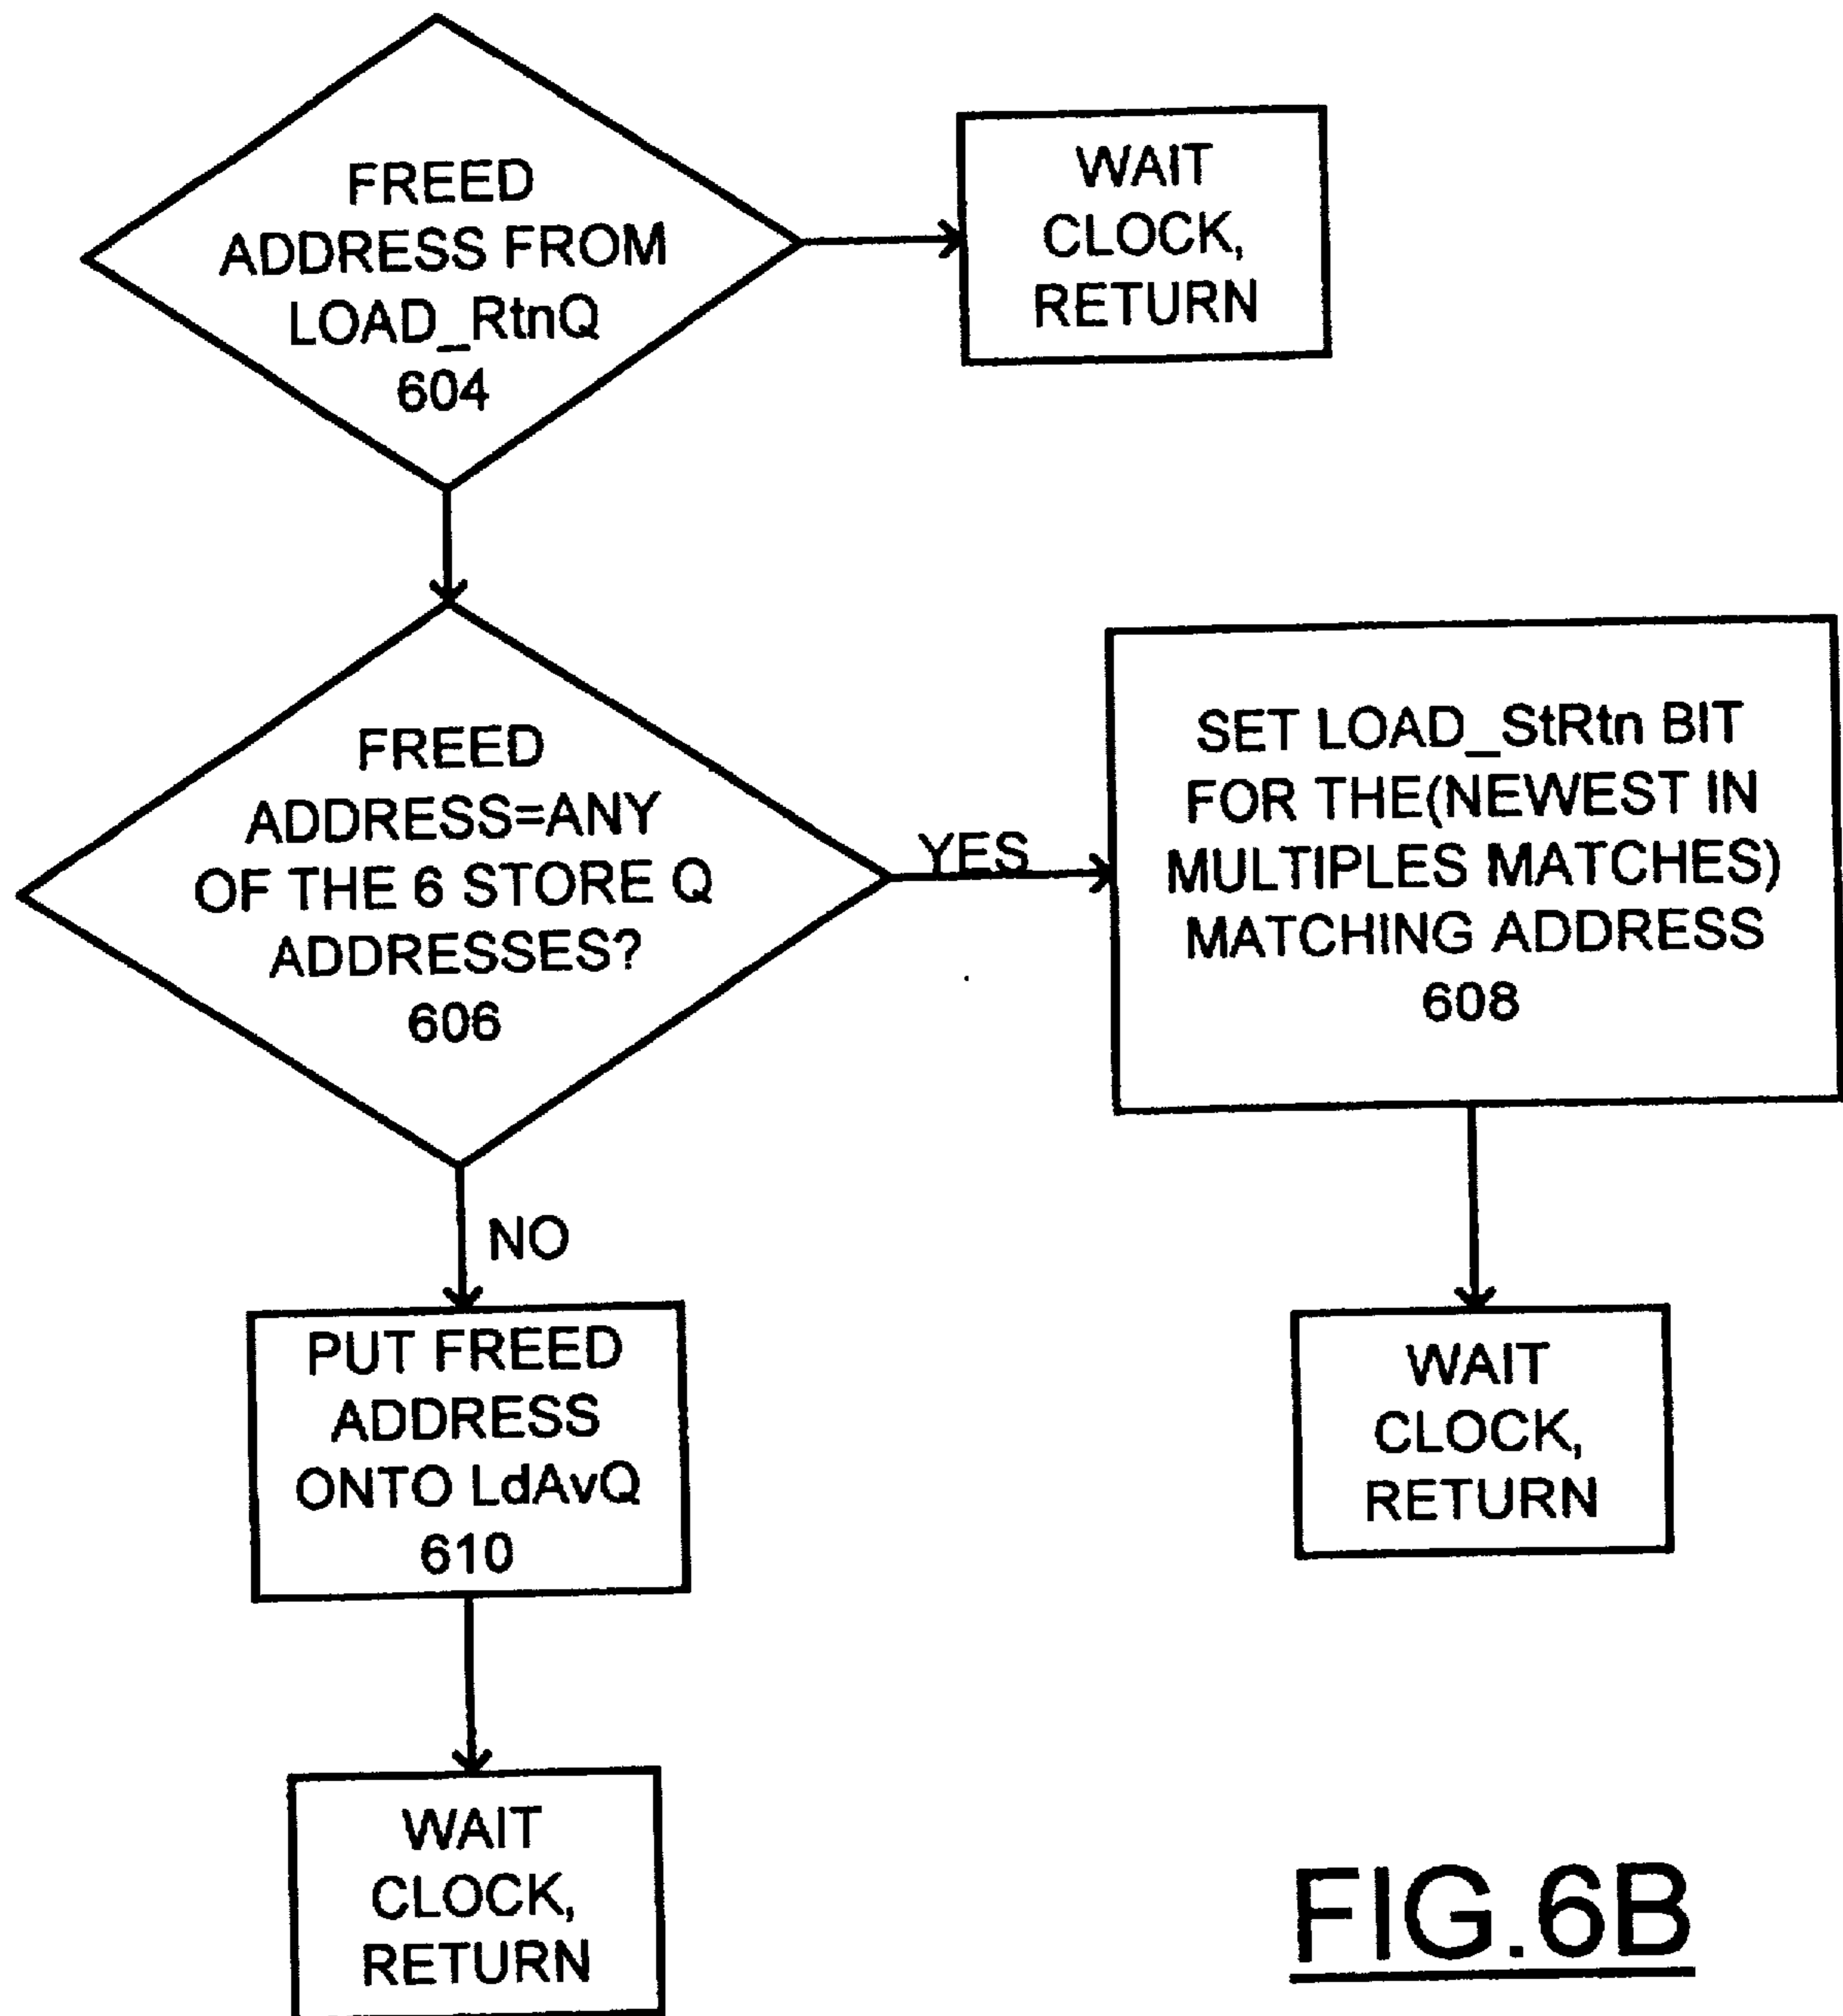 FREED
ADDRESS FROM
LOAD_RtnQ
604
WAIT
CLOCK,
RETURN
FREED
ADDRESS=ANY
OF THE 6 STORE Q
ADDRESSES?
606
YES
SET LOAD_StRtn BIT
FOR THE(NEWEST IN
MULTIPLES MATCHES)
MATCHING ADDRESS
608
NO
PUT FREED
ADDRESS
ONTO LdAvQ
610
WAIT
CLOCK,
RETURN
WAIT
CLOCK,
RETURN
FIG.6B